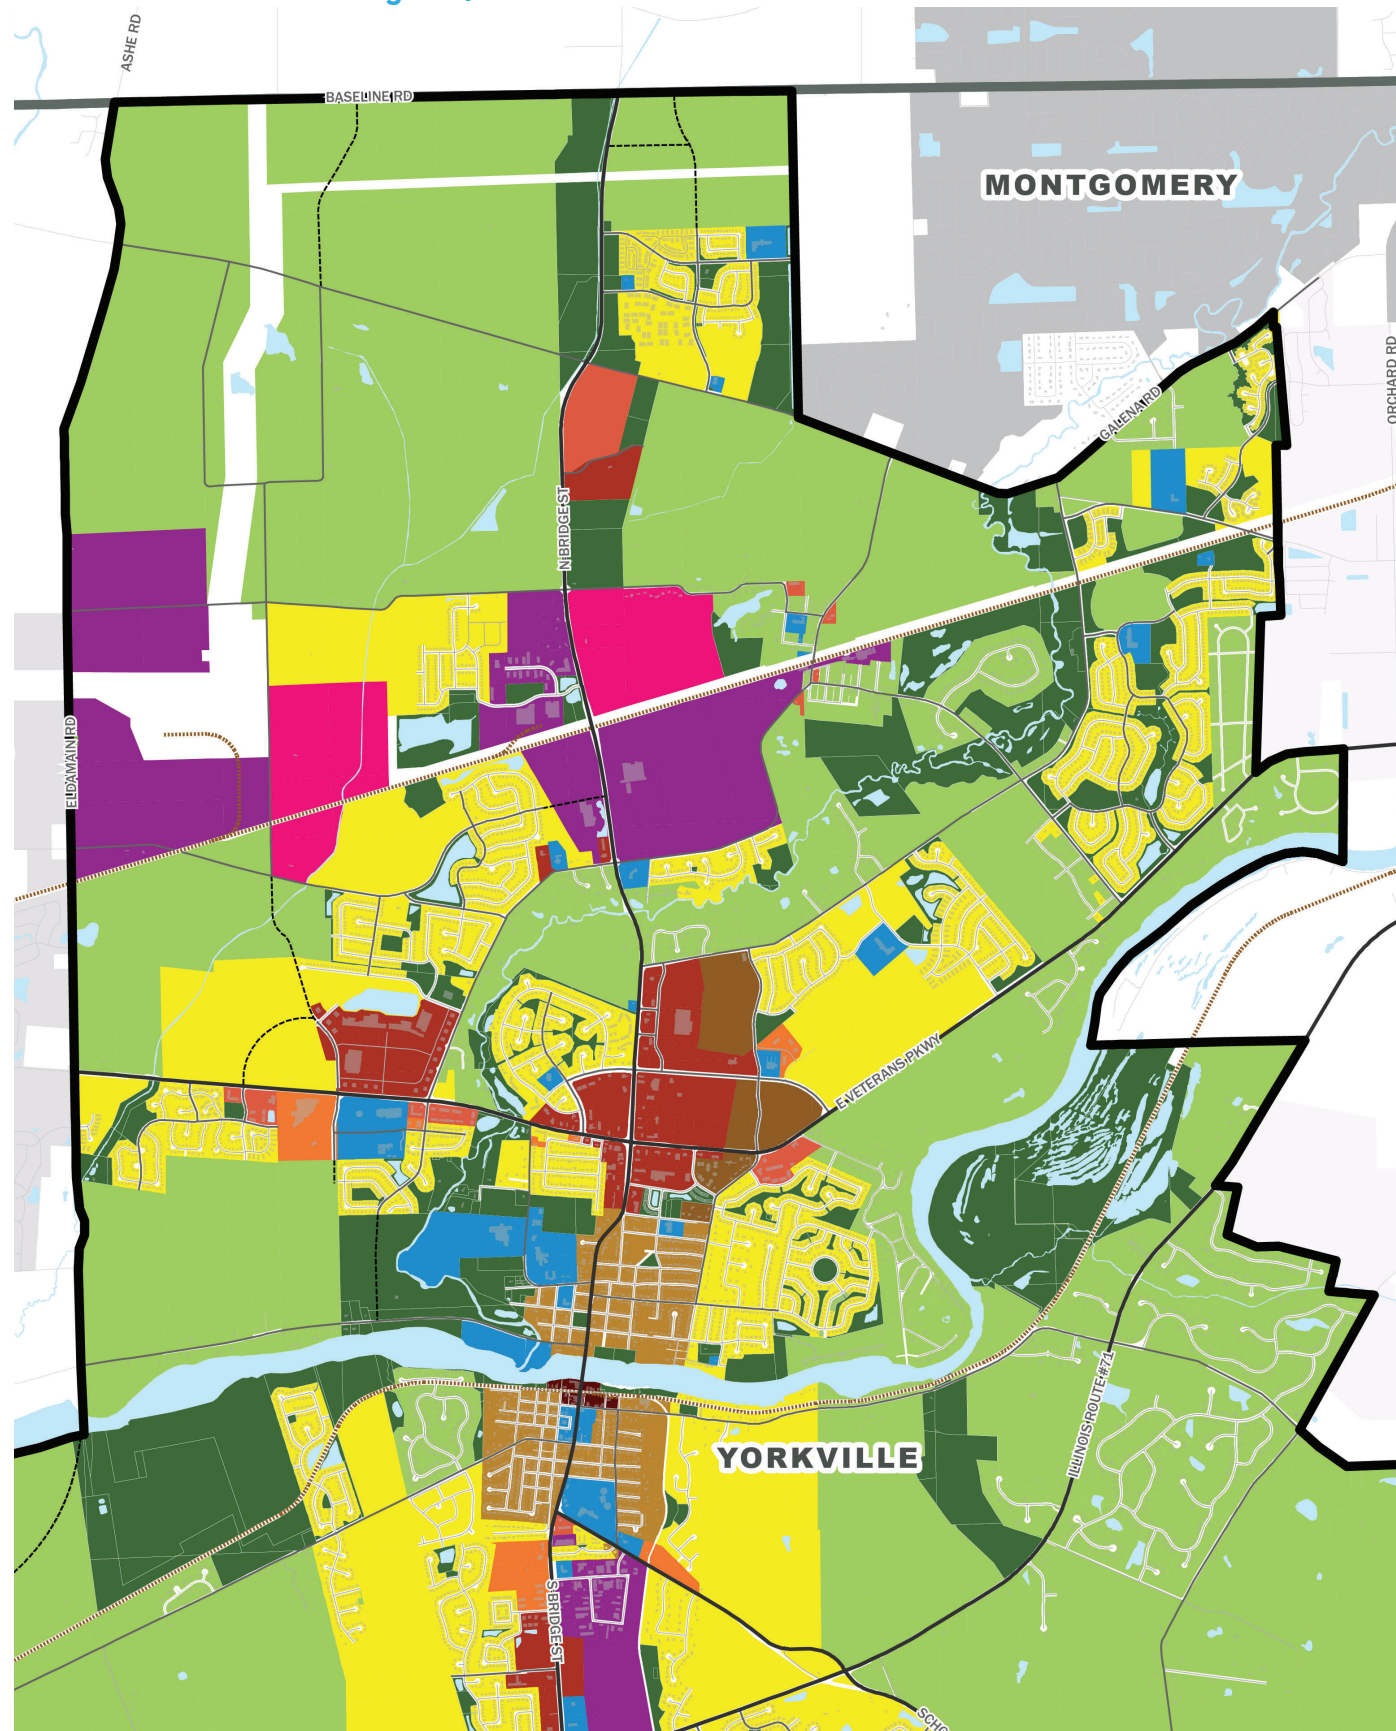 ASHE RD
BASELINE RD
MONTGOMERY
ORCHARD RD
GALENA RD
N BRIDGE ST
ELDAMAIN RD
E VETERANS PKWY
ILLINOIS ROUTE #71
YORKVILLE
S BRIDGE ST